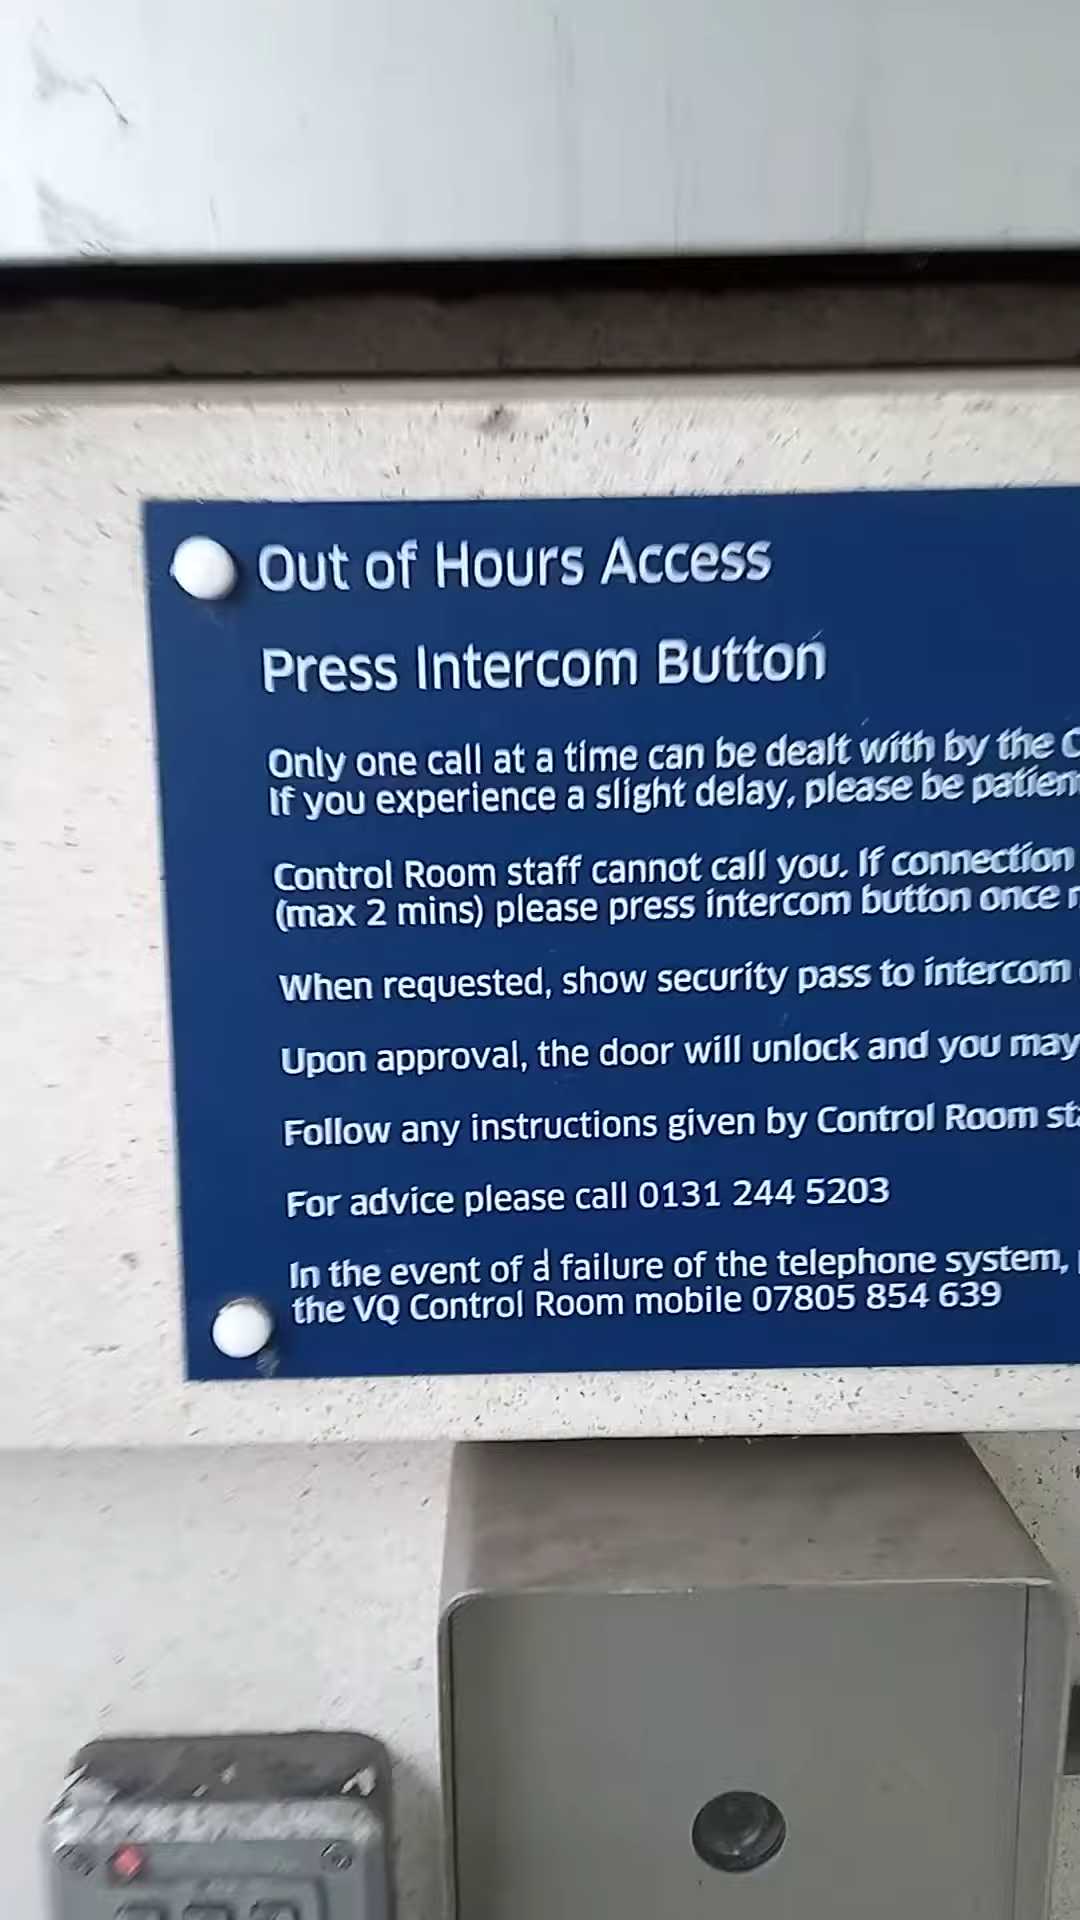 Out of Hours Access
Press Intercom Button
Only one call at a time can be dealt with by the C
If you experience a slight delay, please be patien
Control Room staff cannot call you. If connection
(max 2 mins) please press intercom button once
When requested, show security pass to intercom
Upon approval, the door will unlock and you may
Follow any instructions given by Control Room sta
For advice please call 0131 244 5203
In the event of a failure of the telephone system,
the VQ Control Room mobile 07805 854 639